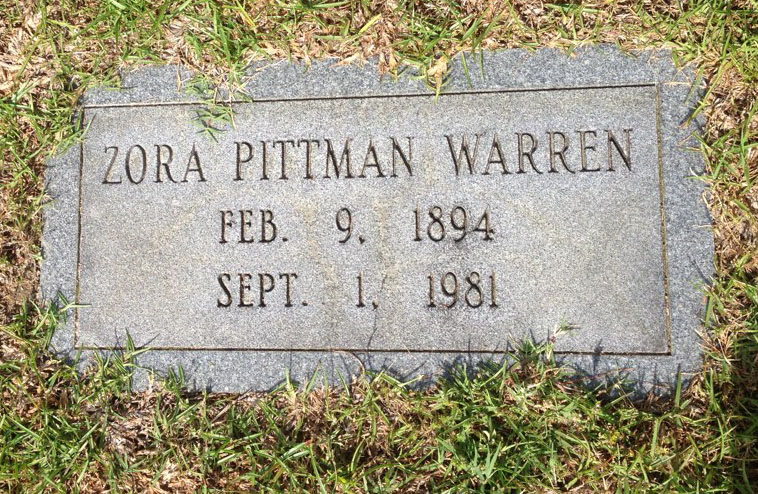 ZORA PITTMAN WARREN
FEB. 9, 1894
SEPT. 1, 1981